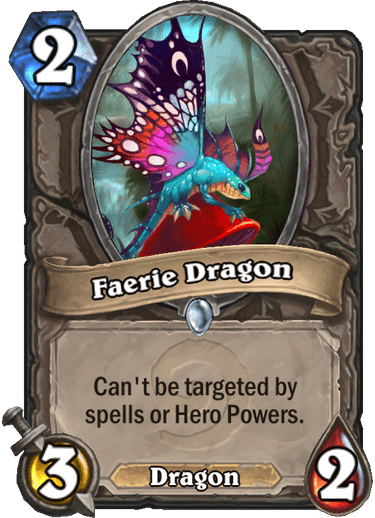 2
Faerie Dragon
Can't be targeted by
spells or Hero Powers.
3
Dragon
2